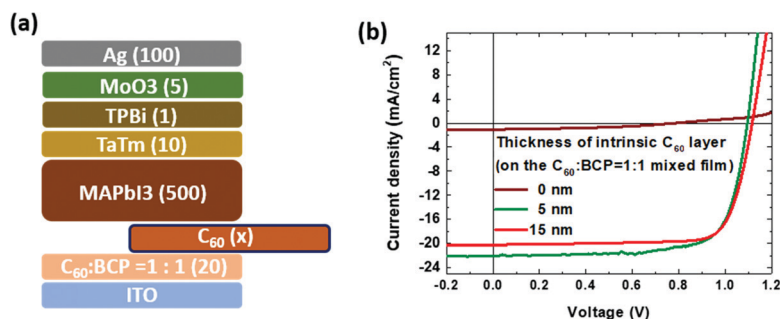 (a)
Ag (100)
MoO3 (5)
TPBi (1)
TaTm (10)
MAPbI3 (500)
C₆₀ (x)
C₆₀:BCP =1 : 1 (20)
ITO
(b)
Current density (mA/cm²)
12
8
4
0
-4
-8
-12
-16
-20
-24
Thickness of intrinsic C₆₀ layer
(on the C₆₀:BCP=1:1 mixed film)
0 nm
5 nm
15 nm
-0.2 0.0 0.2 0.4 0.6 0.8 1.0 1.2
Voltage (V)